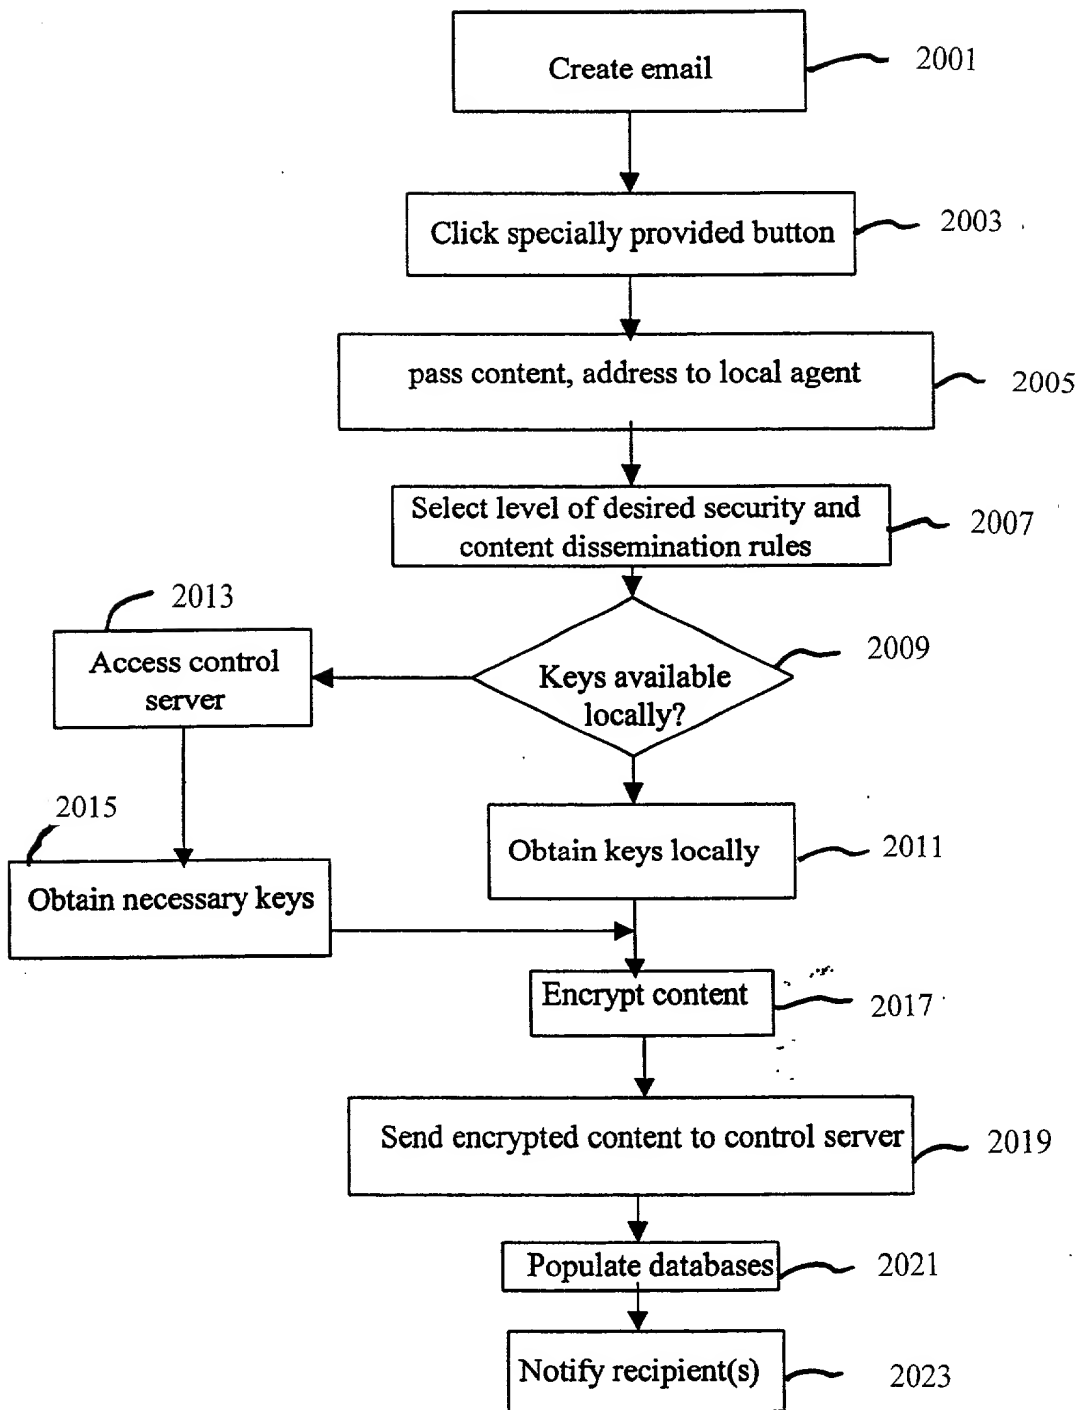 Create email
2001
Click specially provided button
2003
pass content, address to local agent
2005
Select level of desired security and
content dissemination rules
2007
2013
Access control
server
Keys available
locally?
2009
2015
Obtain necessary keys
Obtain keys locally
2011
Encrypt content
2017
Send encrypted content to control server
2019
Populate databases
2021
Notify recipient(s)
2023